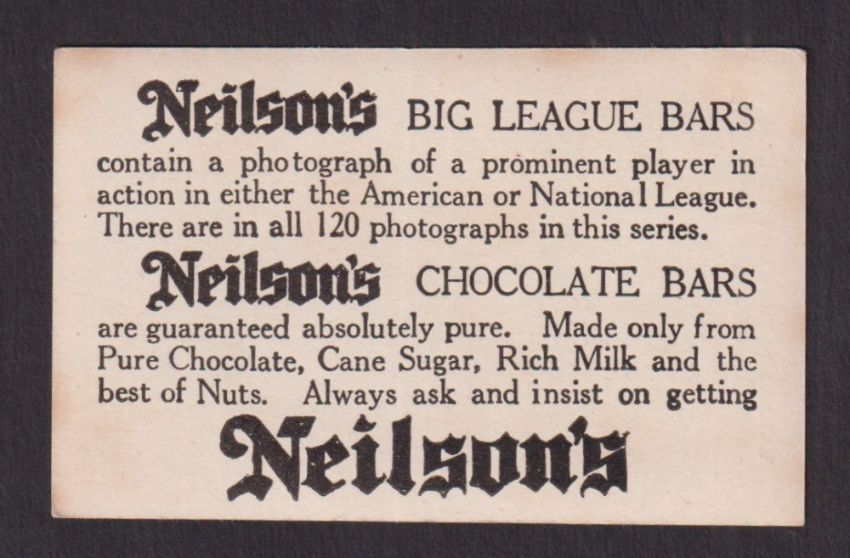 Neilson's BIG LEAGUE BARS
contain a photograph of a prominent player in
action in either the American or National League.
There are in all 120 photographs in this series.
Neilson's CHOCOLATE BARS
are guaranteed absolutely pure. Made only from
Pure Chocolate, Cane Sugar, Rich Milk and the
best of Nuts. Always ask and insist on getting
Neilson's